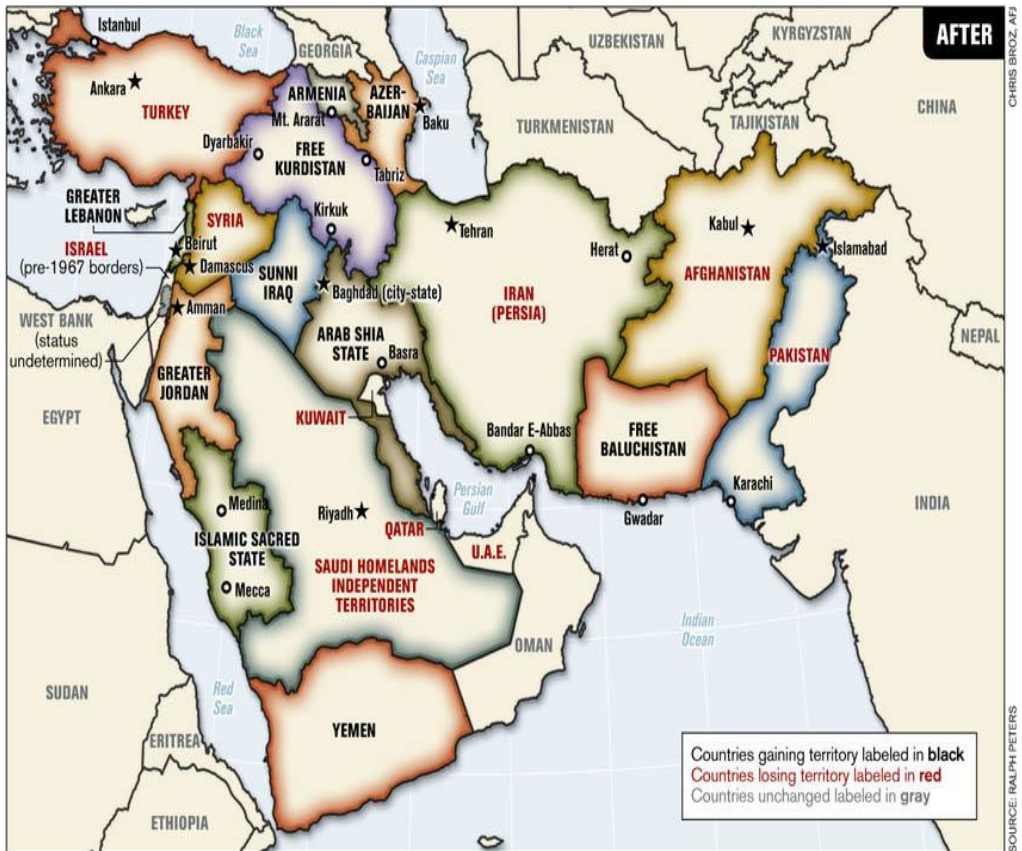 AFTER
CHRIS BROZ, AFJ
Istanbul
Black
Sea
GEORGIA
Caspian
Sea
UZBEKISTAN
KYRGYZSTAN
Ankara
TURKEY
ARMENIA
Mt. Ararat
AZER-
BAIJAN
Baku
TURKMENISTAN
TAJIKISTAN
CHINA
Dyarbakir
FREE
KURDISTAN
Tabriz
GREATER
LEBANON
SYRIA
Kirkuk
Tehran
Herat
Kabul
Islamabad
ISRAEL
(pre-1967 borders)
Beirut
Damascus
SUNNI
IRAQ
Baghdad (city-state)
IRAN
(PERSIA)
AFGHANISTAN
WEST BANK
(status
undetermined)
Amman
ARAB SHIA
STATE
Basra
PAKISTAN
NEPAL
GREATER
JORDAN
EGYPT
KUWAIT
Bandar E-Abbas
FREE
BALUCHISTAN
Karachi
Gwadar
INDIA
Medina
ISLAMIC SACRED
STATE
Mecca
Riyadh
Persian
Gulf
QATAR
U.A.E.
SAUDI HOMELANDS
INDEPENDENT
TERRITORIES
OMAN
Indian
Ocean
SUDAN
Red
Sea
ERITREA
YEMEN
ETHIOPIA
Countries gaining territory labeled in black
Countries losing territory labeled in red
Countries unchanged labeled in gray
SOURCE: RALPH PETERS